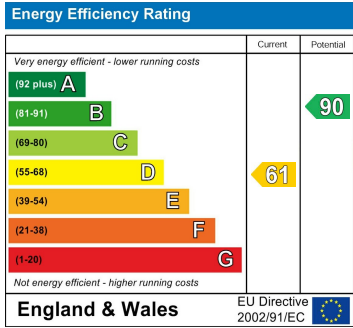 Energy Efficiency Rating
Current Potential
Very energy efficient - lower running costs
(92 plus) A
(81-91) B
90
(69-80) C
(55-68) D
61
(39-54) E
(21-38) F
(1-20) G
Not energy efficient - higher running costs
England & Wales
EU Directive
2002/91/EC